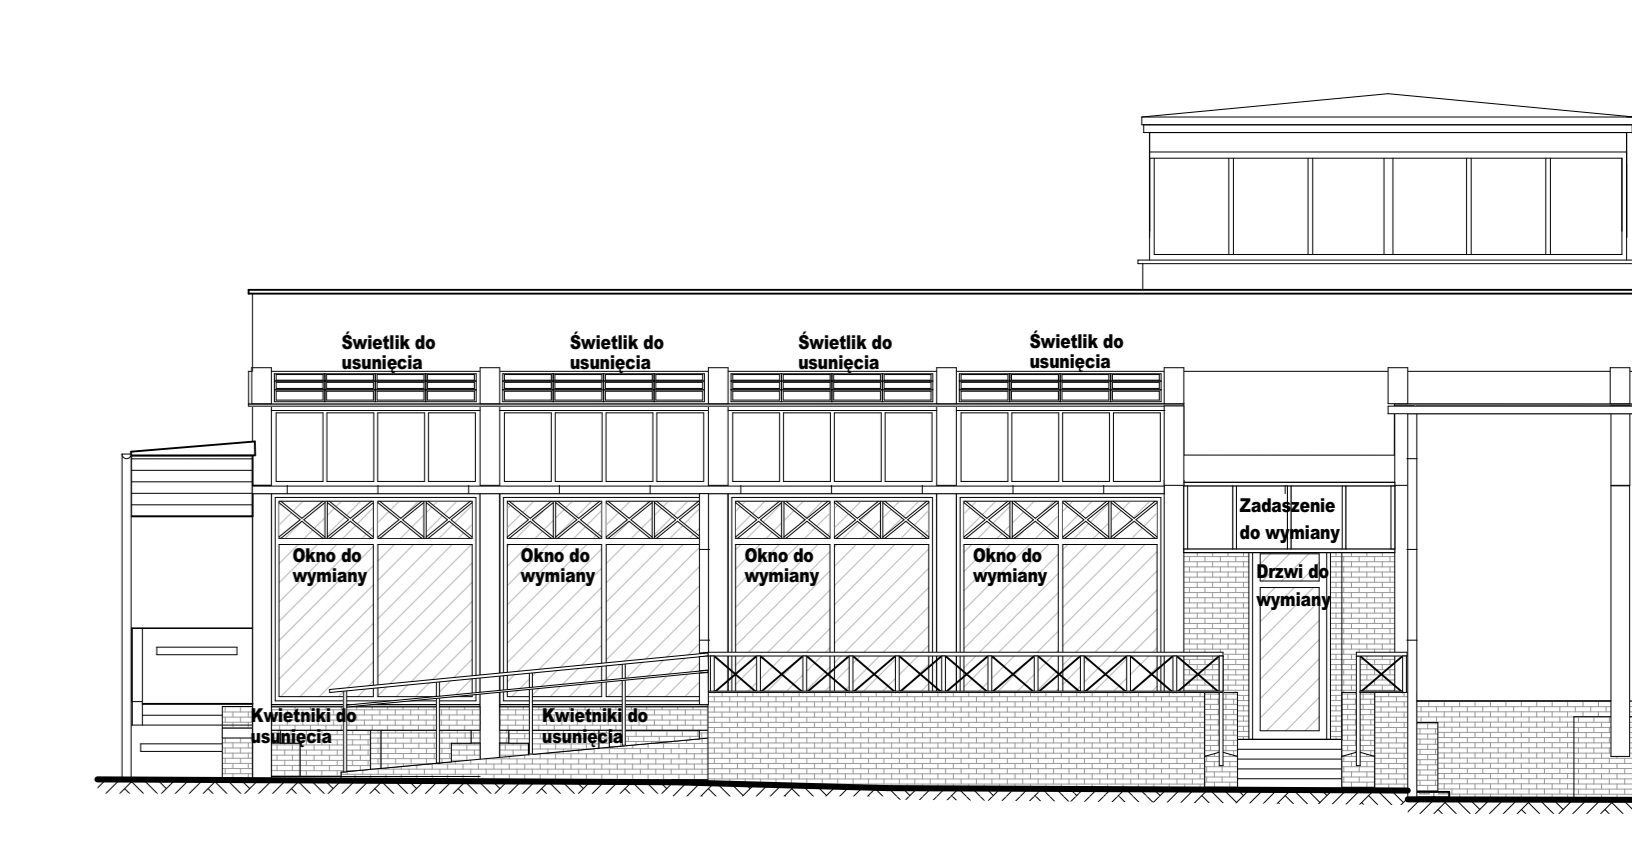 Świetlik do
usunięcia
Świetlik do
usunięcia
Świetlik do
usunięcia
Świetlik do
usunięcia
Okno do
wymiany
Okno do
wymiany
Okno do
wymiany
Okno do
wymiany
Zadaszenie
do wymiany
Drzwi do
wymiany
Kwietniki do
usunięcia
Kwietniki do
usunięcia